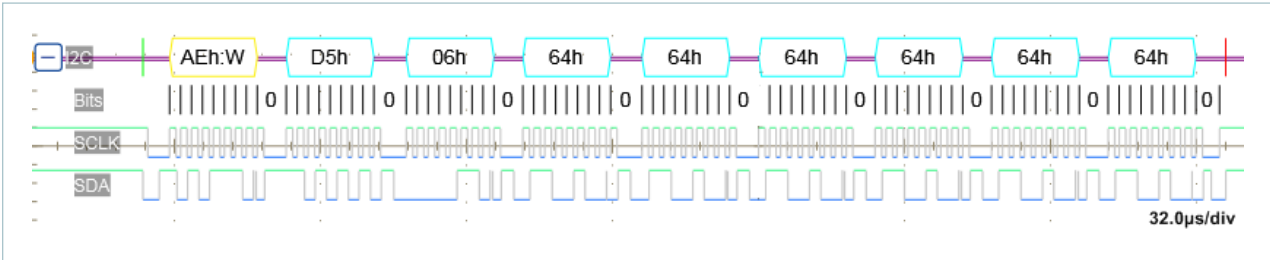 I2C AEh:W D5h 06h 64h 64h 64h 64h 64h 64h
Bits 0 0 0 0 0 0 0 0 0
SCLK
SDA
32.0µs/div